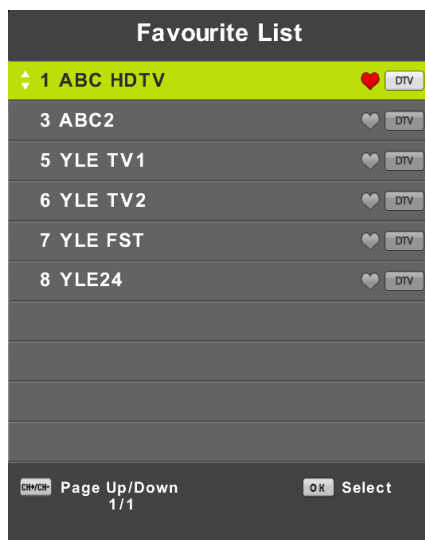 Favourite List
1 ABC HDTV DTV
3 ABC2 DTV
5 YLE TV1 DTV
6 YLE TV2 DTV
7 YLE FST DTV
8 YLE24 DTV
CH+/CH- Page Up/Down OK Select
1/1